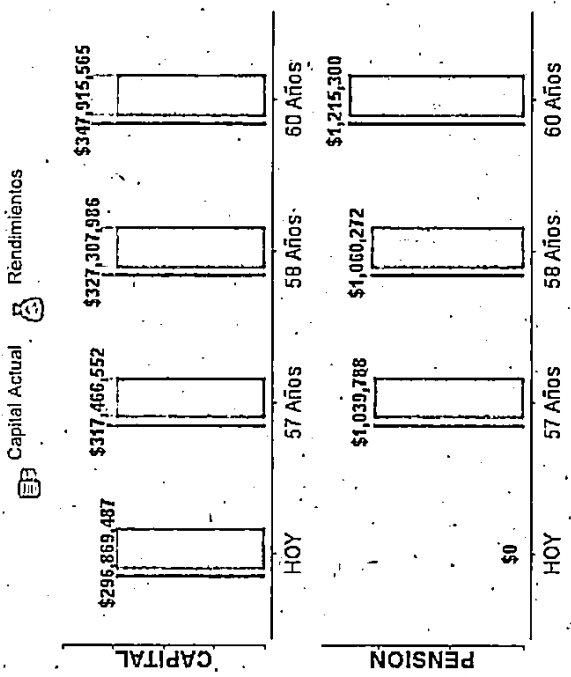 Capital Actual Rendimientos
CAPITAL
$296,869,487 $317,466,552 $327,307,986 $347,915,565
HOY 57 Años 58 Años 60 Años
PENSION
$0 $1,039,788 $1,060,272 $1,215,300
HOY 57 Años 58 Años 60 Años